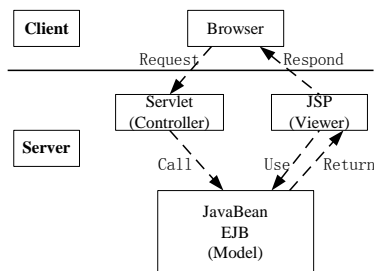 Client
Browser
Request
Respond
Servlet
(Controller)
JSP
(Viewer)
Server
Call
Use
Return
JavaBean
EJB
(Model)